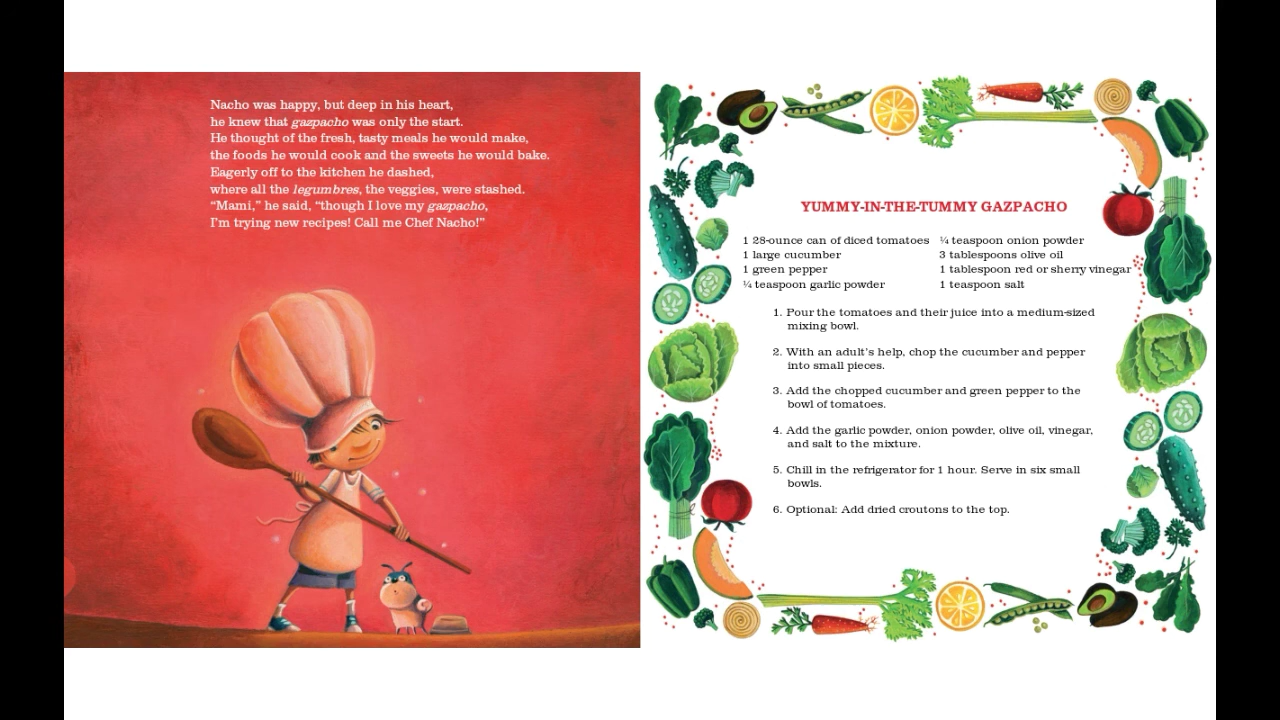 Nacho was happy, but deep in his heart,
he knew that gazpacho was only the start.
He thought of the fresh, tasty meals he would make,
the foods he would cook and the sweets he would bake.
Eagerly off to the kitchen he dashed,
where all the legumbres, the veggies, were stashed.
“Mami,” he said, “though I love my gazpacho,
I’m trying new recipes! Call me Chef Nacho!”
YUMMY-IN-THE-TUMMY GAZPACHO
1 28-ounce can of diced tomatoes
1 large cucumber
1 green pepper
¼ teaspoon garlic powder
¼ teaspoon onion powder
3 tablespoons olive oil
1 tablespoon red or sherry vinegar
1 teaspoon salt
1. Pour the tomatoes and their juice into a medium-sized
mixing bowl.
2. With an adult’s help, chop the cucumber and pepper
into small pieces.
3. Add the chopped cucumber and green pepper to the
bowl of tomatoes.
4. Add the garlic powder, onion powder, olive oil, vinegar,
and salt to the mixture.
5. Chill in the refrigerator for 1 hour. Serve in six small
bowls.
6. Optional: Add dried croutons to the top.